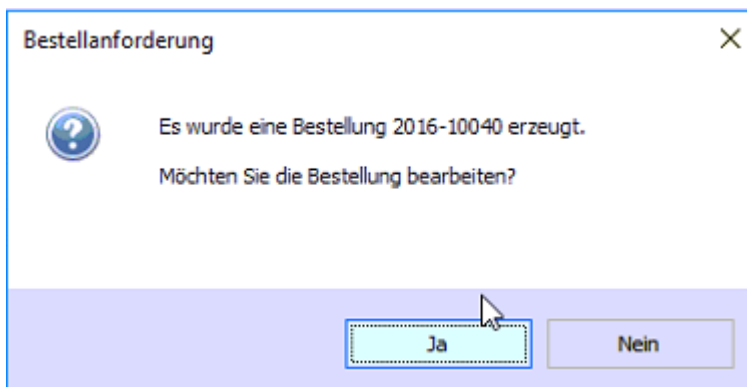 Bestellanforderung
Es wurde eine Bestellung 2016-10040 erzeugt.
Möchten Sie die Bestellung bearbeiten?
Ja
Nein